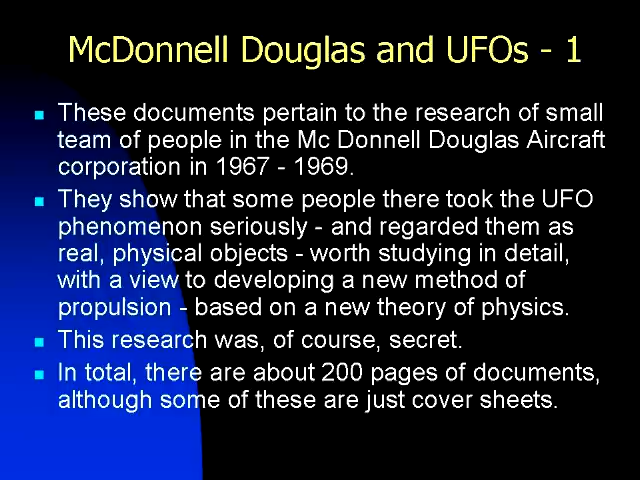 McDonnell Douglas and UFOs - 1
These documents pertain to the research of small
team of people in the Mc Donnell Douglas Aircraft
corporation in 1967 - 1969.
They show that some people there took the UFO
phenomenon seriously - and regarded them as
real, physical objects - worth studying in detail,
with a view to developing a new method of
propulsion - based on a new theory of physics.
This research was, of course, secret.
In total, there are about 200 pages of documents,
although some of these are just cover sheets.